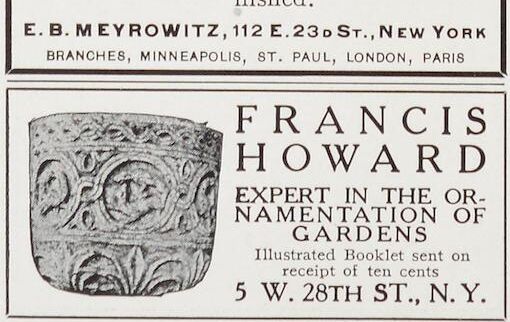 nished.
E. B. MEYROWITZ, 112 E. 23D ST., NEW YORK
BRANCHES, MINNEAPOLIS, ST. PAUL, LONDON, PARIS
FRANCIS
HOWARD
EXPERT IN THE OR-
NAMENTATION OF
GARDENS
Illustrated Booklet sent on
receipt of ten cents
5 W. 28TH ST., N. Y.